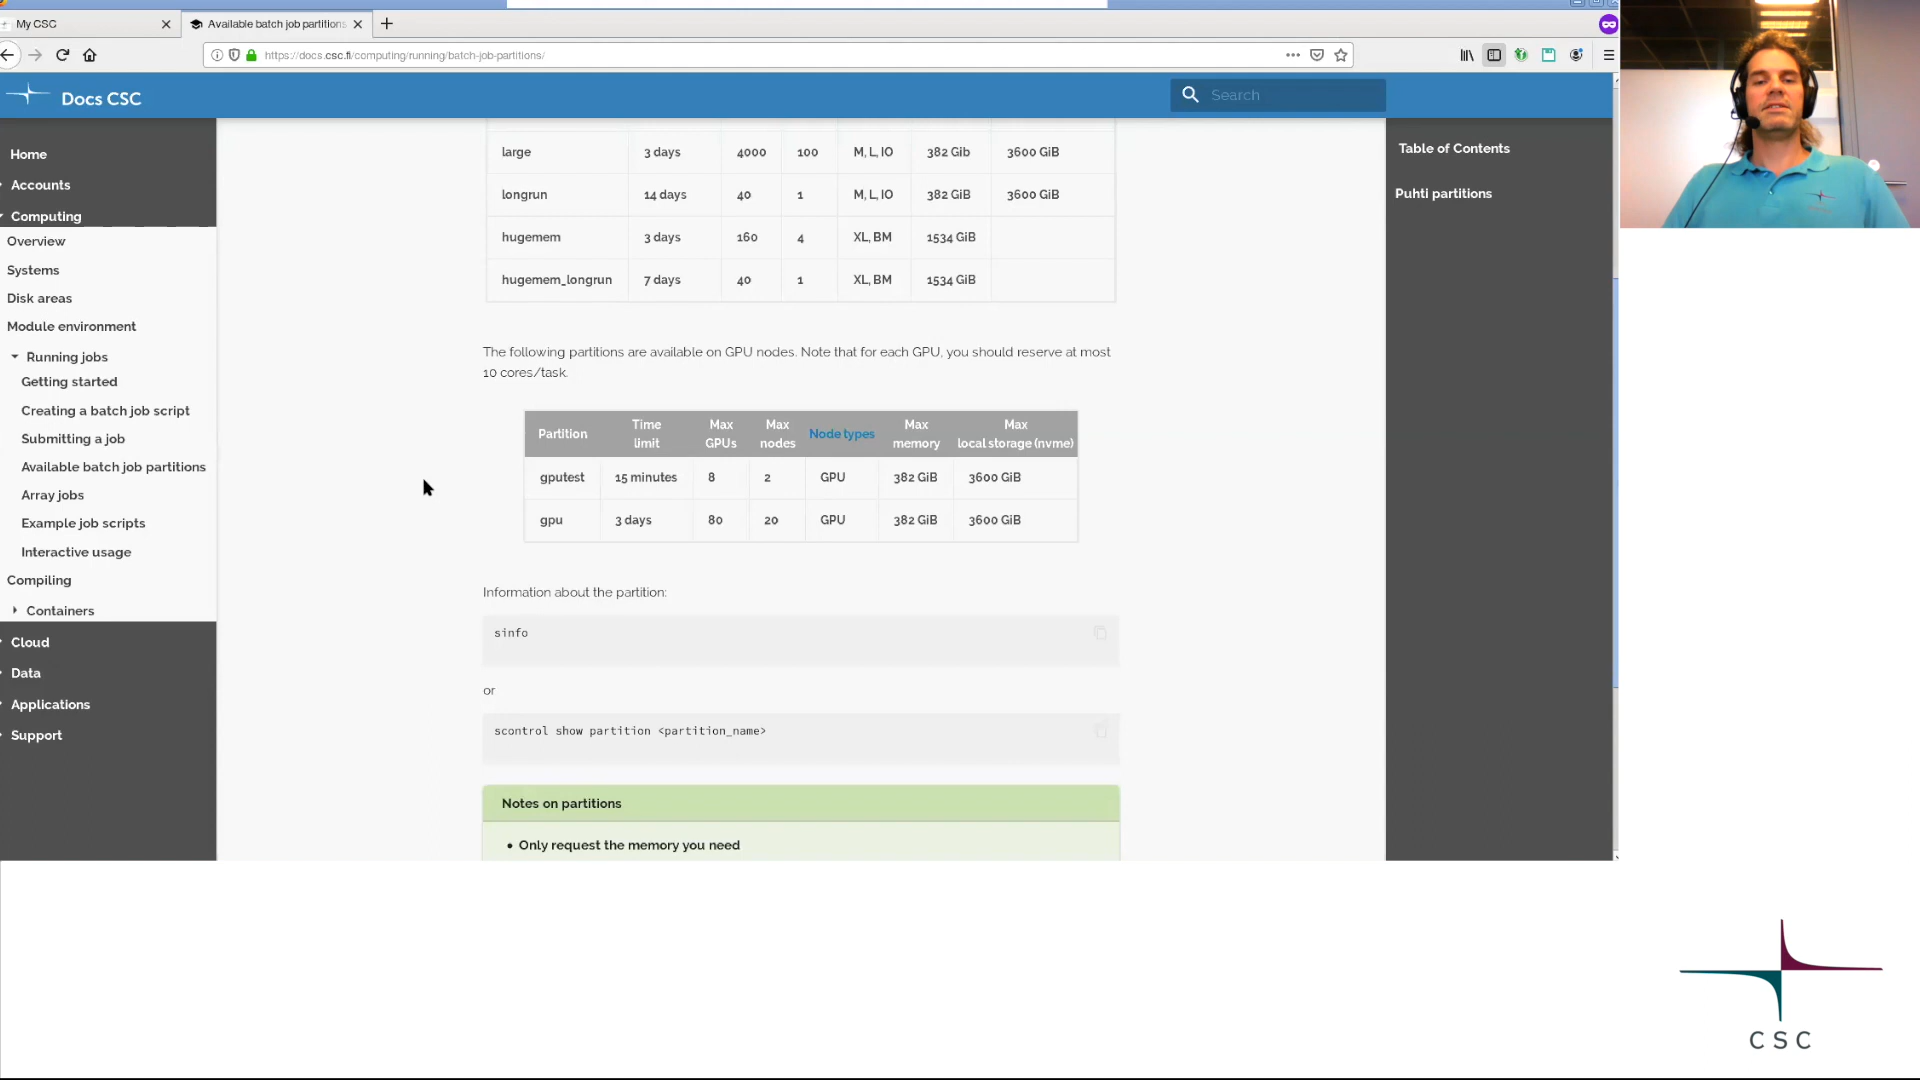 My CSC
Available batch job partitions
https://docs.csc.fi/computing/running/batch-job-partitions/
Docs CSC
Search
Home
Accounts
Computing
Overview
Systems
Disk areas
Module environment
Running jobs
Getting started
Creating a batch job script
Submitting a job
Available batch job partitions
Array jobs
Example job scripts
Interactive usage
Compiling
Containers
Cloud
Data
Applications
Support
large 3 days 4000 100 M, L, IO 382 Gib 3600 GiB
longrun 14 days 40 1 M, L, IO 382 GiB 3600 GiB
hugemem 3 days 160 4 XL, BM 1534 GiB
hugemem_longrun 7 days 40 1 XL, BM 1534 GiB
The following partitions are available on GPU nodes. Note that for each GPU, you should reserve at most
10 cores/task.
Partition Time limit Max GPUs Max nodes Node types Max memory Max local storage (nvme)
gputest 15 minutes 8 2 GPU 382 GiB 3600 GiB
gpu 3 days 80 20 GPU 382 GiB 3600 GiB
Information about the partition:
sinfo
or
scontrol show partition <partition_name>
Notes on partitions
• Only request the memory you need
Table of Contents
Puhti partitions
CSC